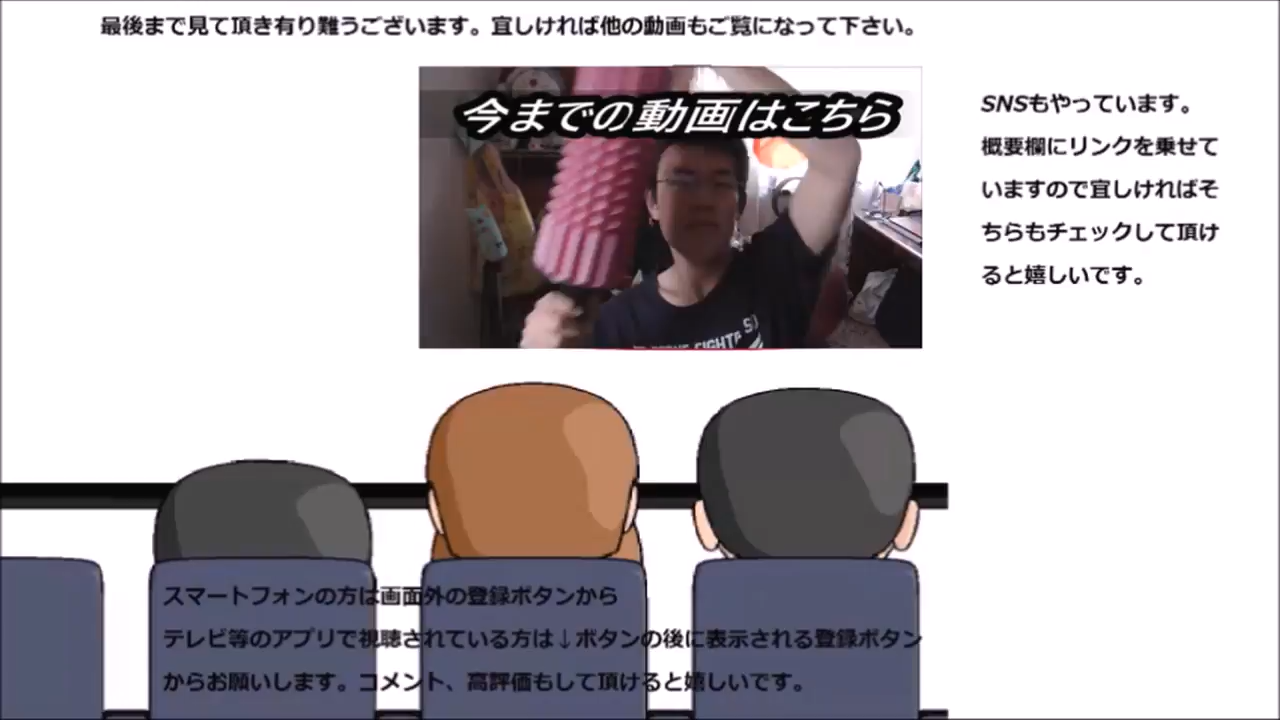 最後まで見て頂き有り難うございます。宜しければ他の動画もご覧になって下さい。
今までの動画はこちら
SNSもやっています。
概要欄にリンクを乗せて
いますので宜しければそ
ちらもチェックして頂け
ると嬉しいです。
スマートフォンの方は画面外の登録ボタンから
テレビ等のアプリで視聴されている方は↓ボタンの後に表示される登録ボタン
からお願いします。コメント、高評価もして頂けると嬉しいです。